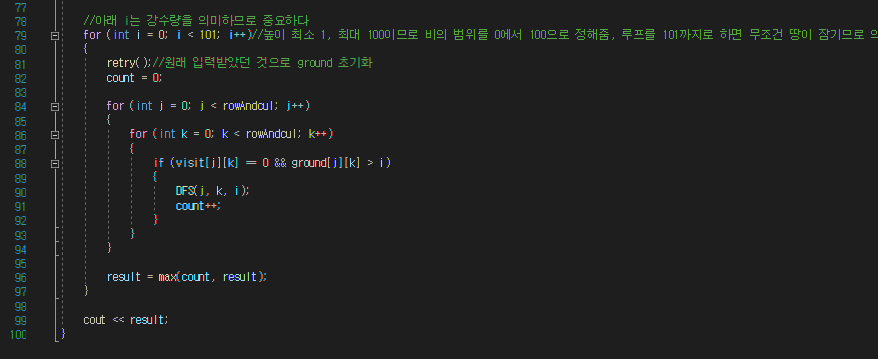 77
78 //아래 i는 강수량을 의미하므로 중요하다
79 for (int i = 0; i < 101; i++)//높이 최소 1, 최대 100이므로 비의 범위를 0에서 100으로 정해줌, 루프를 101까지로 하면 무조건 땅이 잠기므로 의
80 {
81 retry();//원래 입력받았던 것으로 ground 초기화
82 count = 0;
83
84 for (int j = 0; j < rowAndcul; j++)
85 {
86 for (int k = 0; k < rowAndcul; k++)
87 {
88 if (visit[j][k] == 0 && ground[j][k] > i)
89 {
90 DFS(j, k, i);
91 count++;
92 }
93 }
94 }
95
96 result = max(count, result);
97 }
98
99 cout << result;
100 }